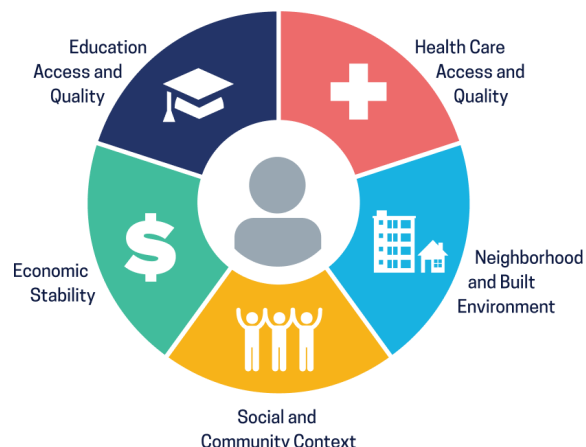 Education
Access and
Quality
Health Care
Access and
Quality
$
Economic
Stability
Neighborhood
and Built
Environment
Social and
Community Context